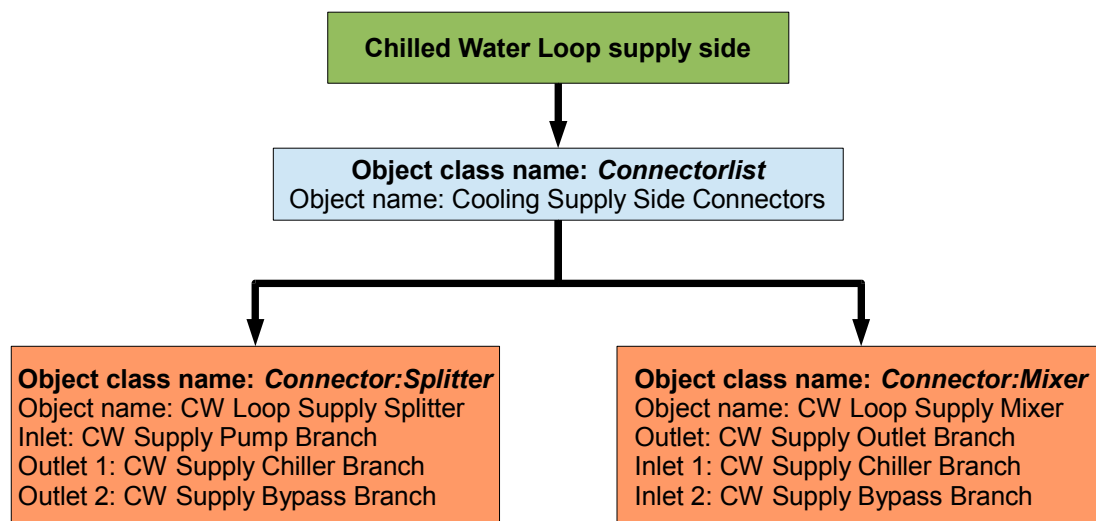 Chilled Water Loop supply side
Object class name: Connectorlist
Object name: Cooling Supply Side Connectors
Object class name: Connector:Splitter
Object name: CW Loop Supply Splitter
Inlet: CW Supply Pump Branch
Outlet 1: CW Supply Chiller Branch
Outlet 2: CW Supply Bypass Branch
Object class name: Connector:Mixer
Object name: CW Loop Supply Mixer
Outlet: CW Supply Outlet Branch
Inlet 1: CW Supply Chiller Branch
Inlet 2: CW Supply Bypass Branch